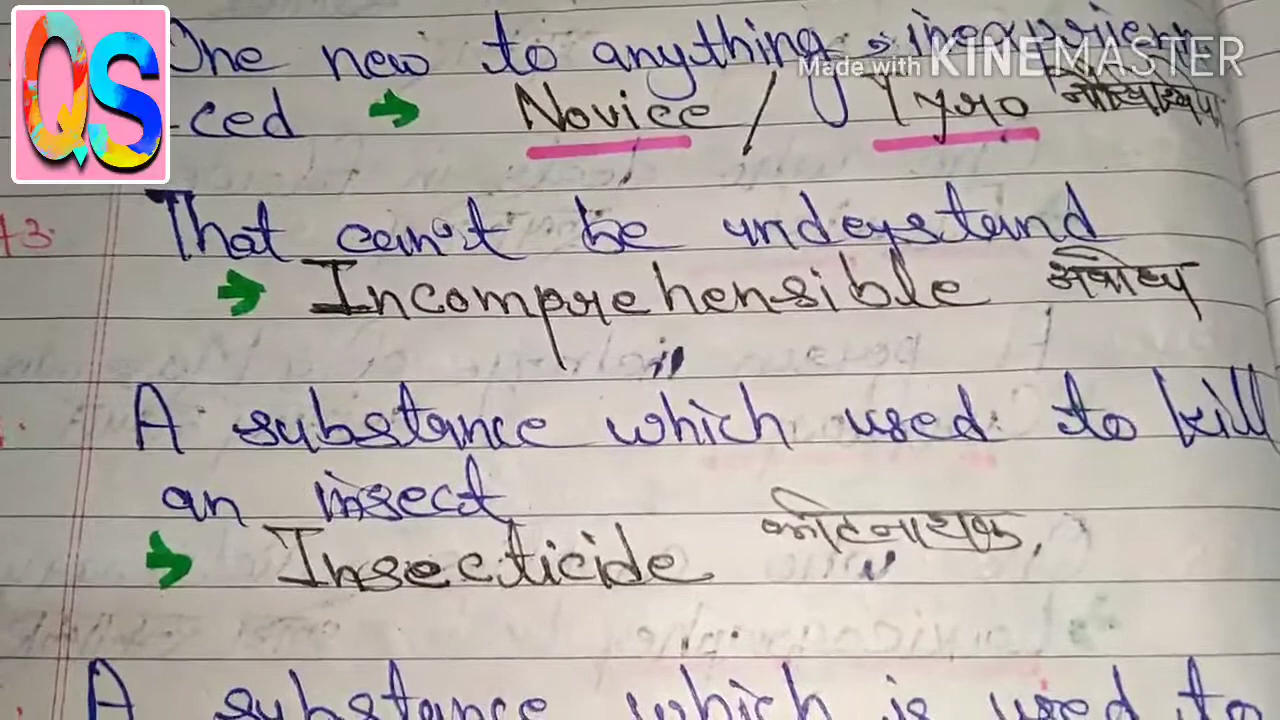 QS
One new to anything, inexperien
Made with KINEMASTER
-ced → Novice / Tyro
43. That can't be understand
→ Incomprehensible अबोध्य
A substance which used to kill
an insect
→ Insecticide कीटनाशक
A substance which is used to